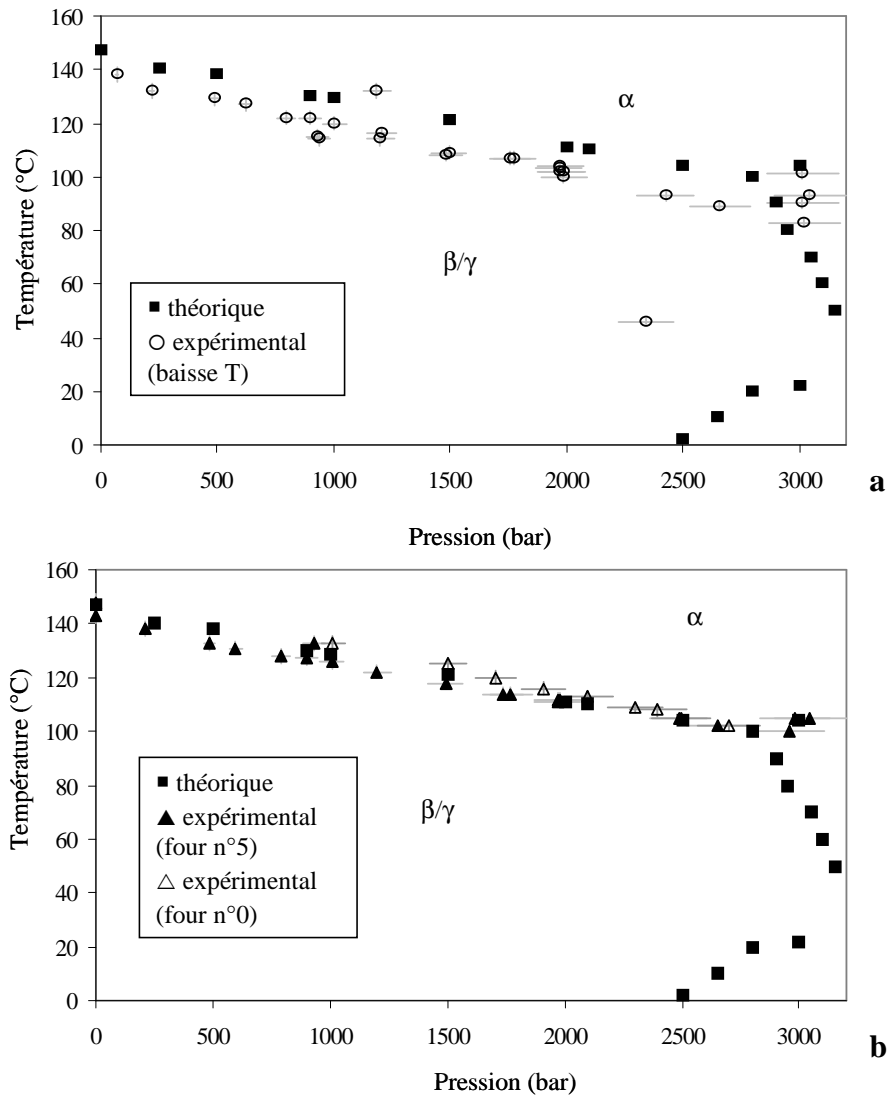 160
140
120
100
80
60
40
20
0
Température (°C)
α
β/γ
théorique
expérimental
(baisse T)
0 500 1000 1500 2000 2500 3000
a
Pression (bar)
160
140
120
100
80
60
40
20
0
Température (°C)
α
β/γ
théorique
expérimental
(four n°5)
expérimental
(four n°0)
0 500 1000 1500 2000 2500 3000
b
Pression (bar)